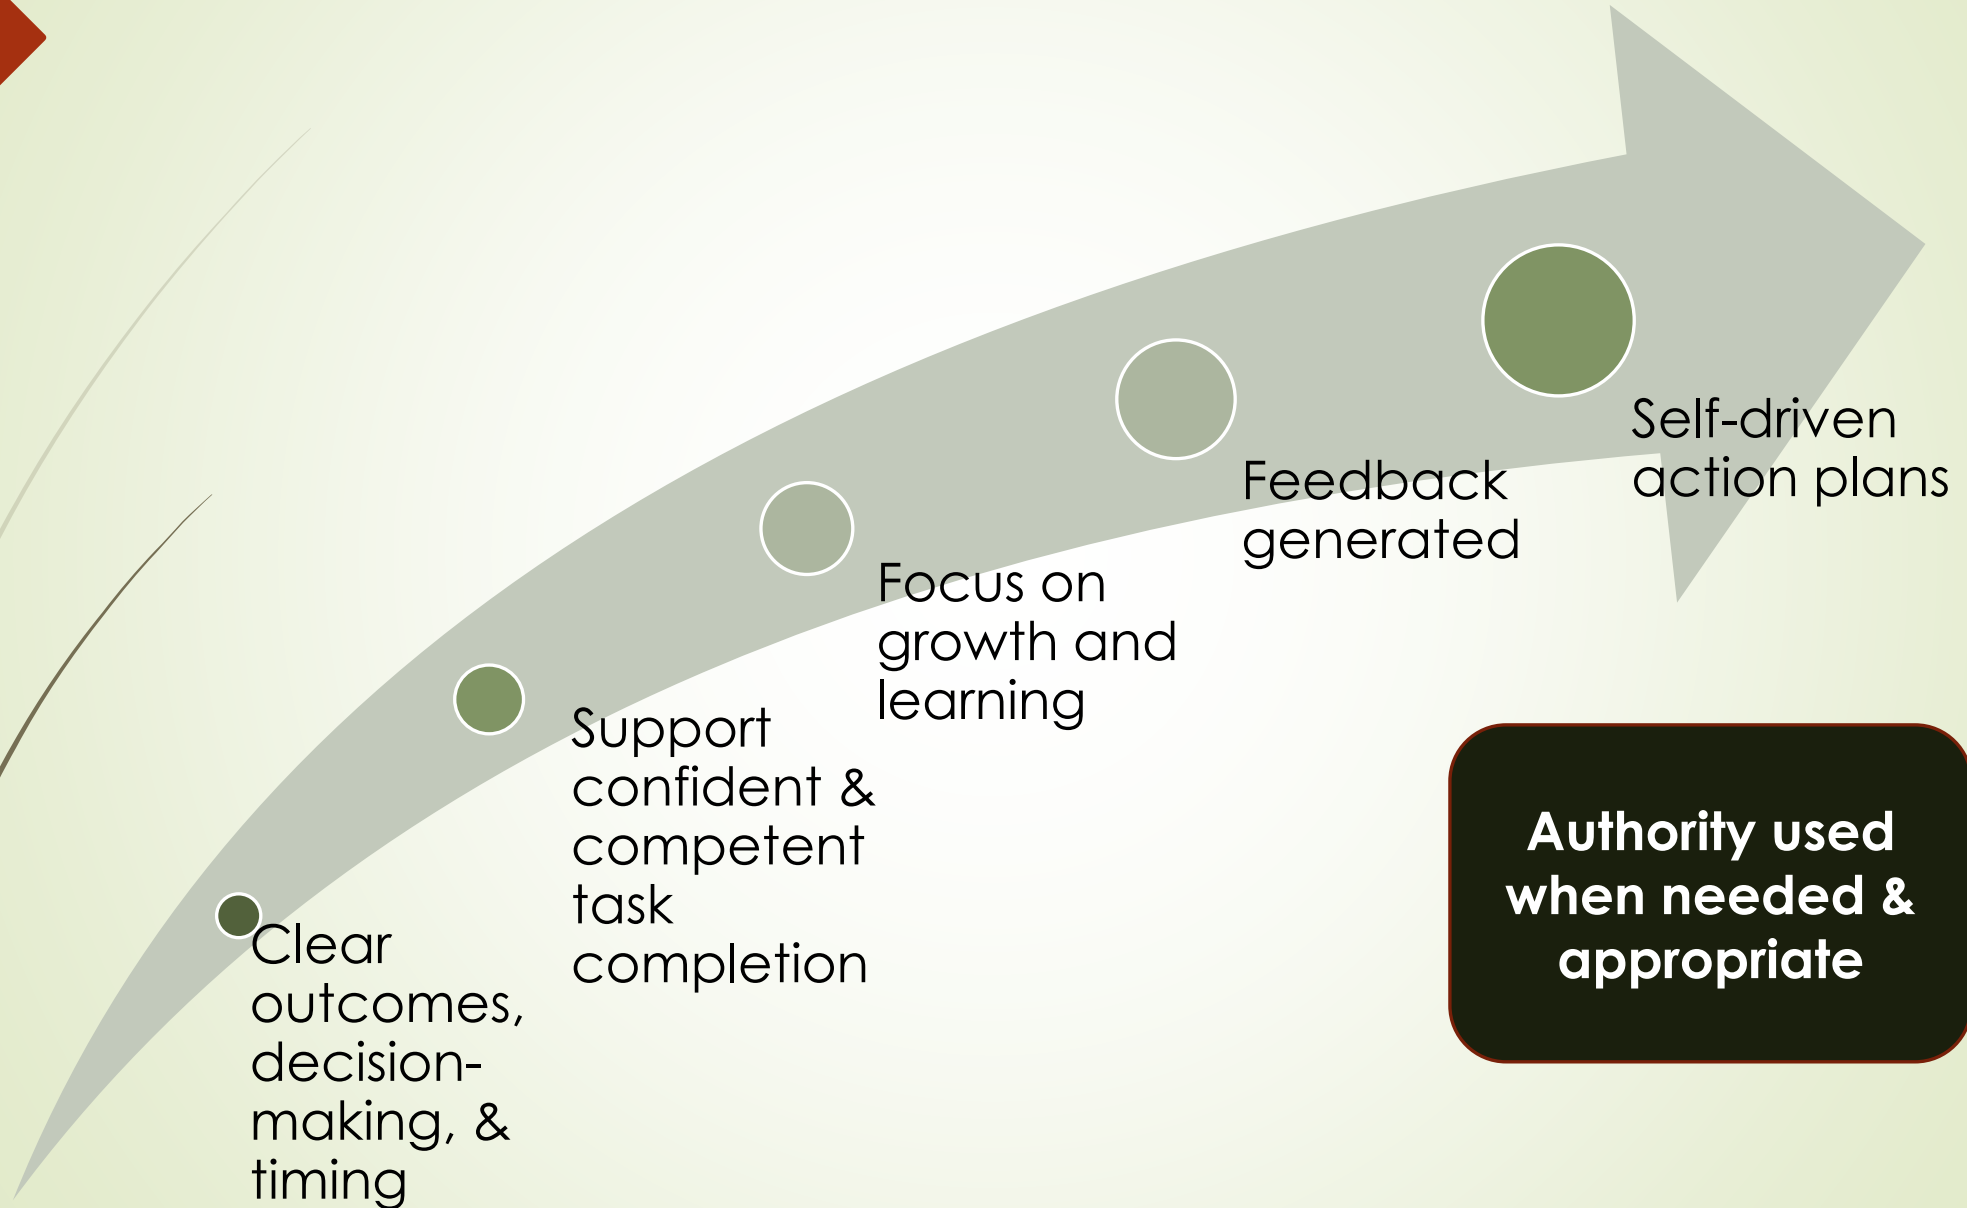 Clear
outcomes,
decision-
making, &
timing
Support
confident &
competent
task
completion
Focus on
growth and
learning
Feedback
generated
Self-driven
action plans
Authority used
when needed &
appropriate